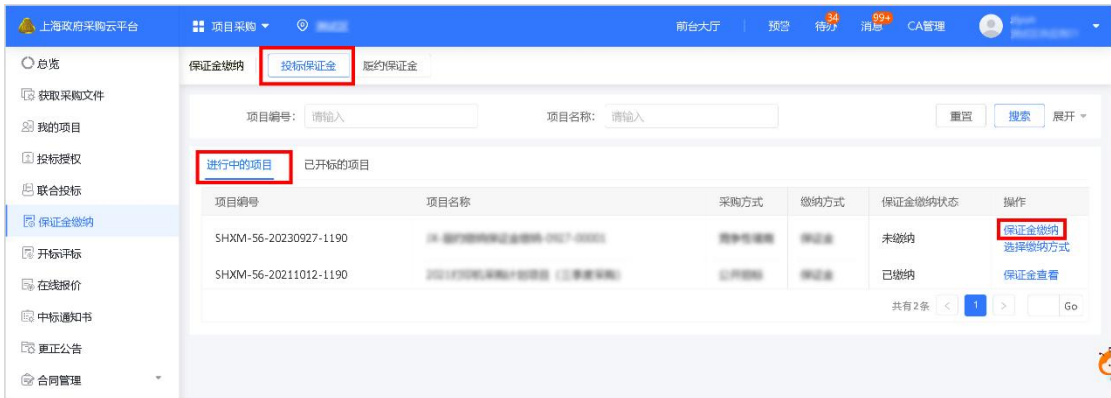 上海政府采购云平台 项目采购 前台大厅 预警 待办 34 消息 99+ CA管理
总览
获取采购文件
我的项目
投标授权
联合投标
保证金缴纳
开标评标
在线报价
中标通知书
更正公告
合同管理
保证金缴纳 投标保证金 履约保证金
项目编号： 请输入 项目名称： 请输入 重置 搜索 展开
进行中的项目 已开标的项目
项目编号 项目名称 采购方式 缴纳方式 保证金缴纳状态 操作
SHXM-56-20230927-1190 未缴纳 保证金缴纳
选择缴纳方式
SHXM-56-20211012-1190 已缴纳 保证金查看
共有2条 < 1 > Go